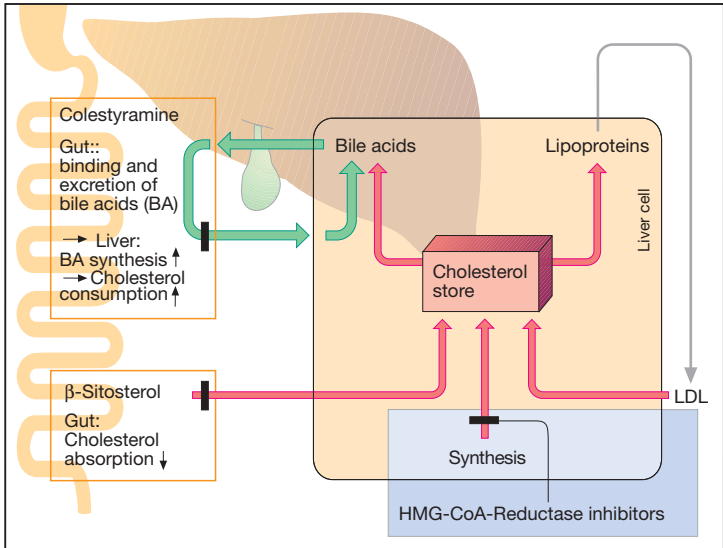 Colestyramine
Gut::
binding and
excretion of
bile acids (BA)
→ Liver:
BA synthesis ↑
→ Cholesterol
consumption ↑
Bile acids
Lipoproteins
Liver cell
Cholesterol
store
β-Sitosterol
Gut:
Cholesterol
absorption ↓
LDL
Synthesis
HMG-CoA-Reductase inhibitors